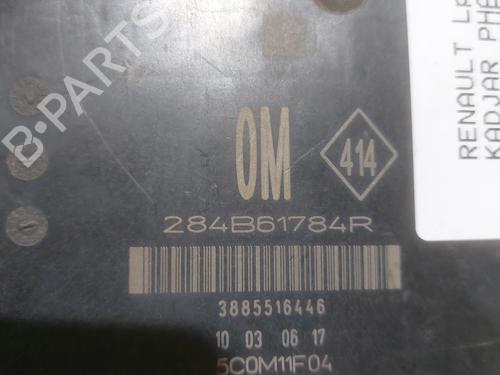 B-PARTS
RENAULT
KADJAR
OM
414
284B61784R
3885516446
10 03 06 17
5C0M11F04